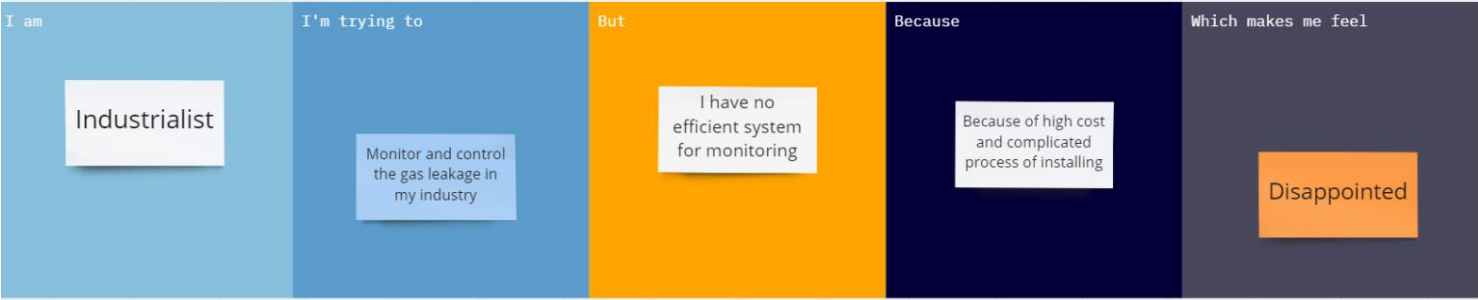 I am
Industrialist
I'm trying to
Monitor and control
the gas leakage in
my industry
But
I have no
efficient system
for monitoring
Because
Because of high cost
and complicated
process of installing
Which makes me feel
Disappointed